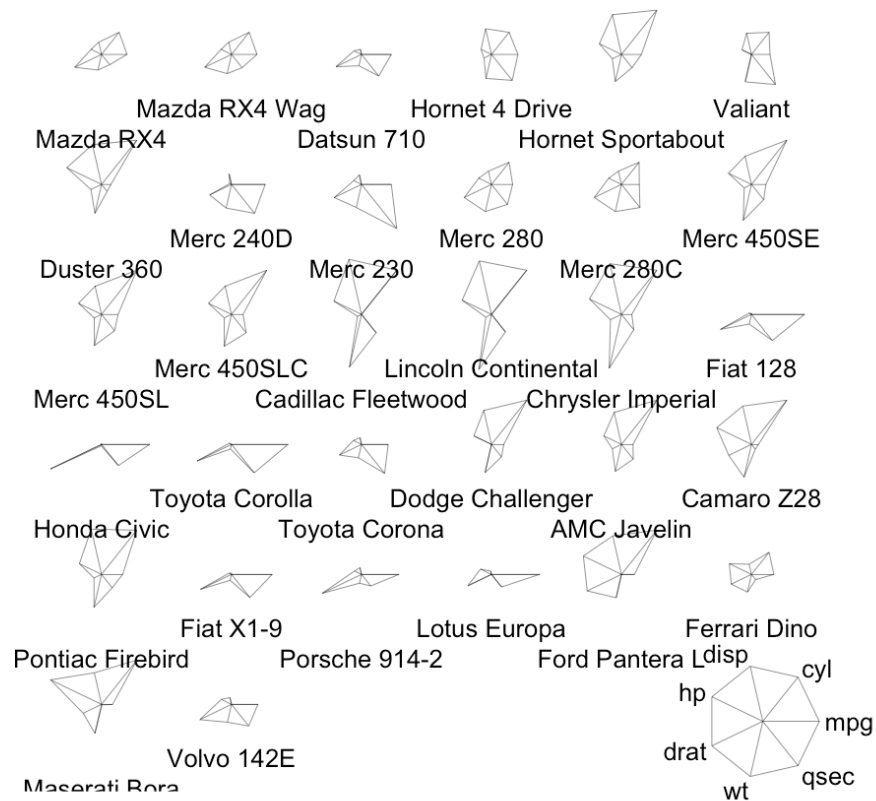 Mazda RX4 Wag
Hornet 4 Drive
Valiant
Mazda RX4
Datsun 710
Hornet Sportabout
Merc 240D
Merc 280
Merc 450SE
Duster 360
Merc 230
Merc 280C
Merc 450SLC
Lincoln Continental
Fiat 128
Merc 450SL
Cadillac Fleetwood
Chrysler Imperial
Toyota Corolla
Dodge Challenger
Camaro Z28
Honda Civic
Toyota Corona
AMC Javelin
Fiat X1-9
Lotus Europa
Ferrari Dino
Pontiac Firebird
Porsche 914-2
Ford Pantera L
disp
cyl
hp
mpg
drat
qsec
wt
Volvo 142E
Maserati Bora